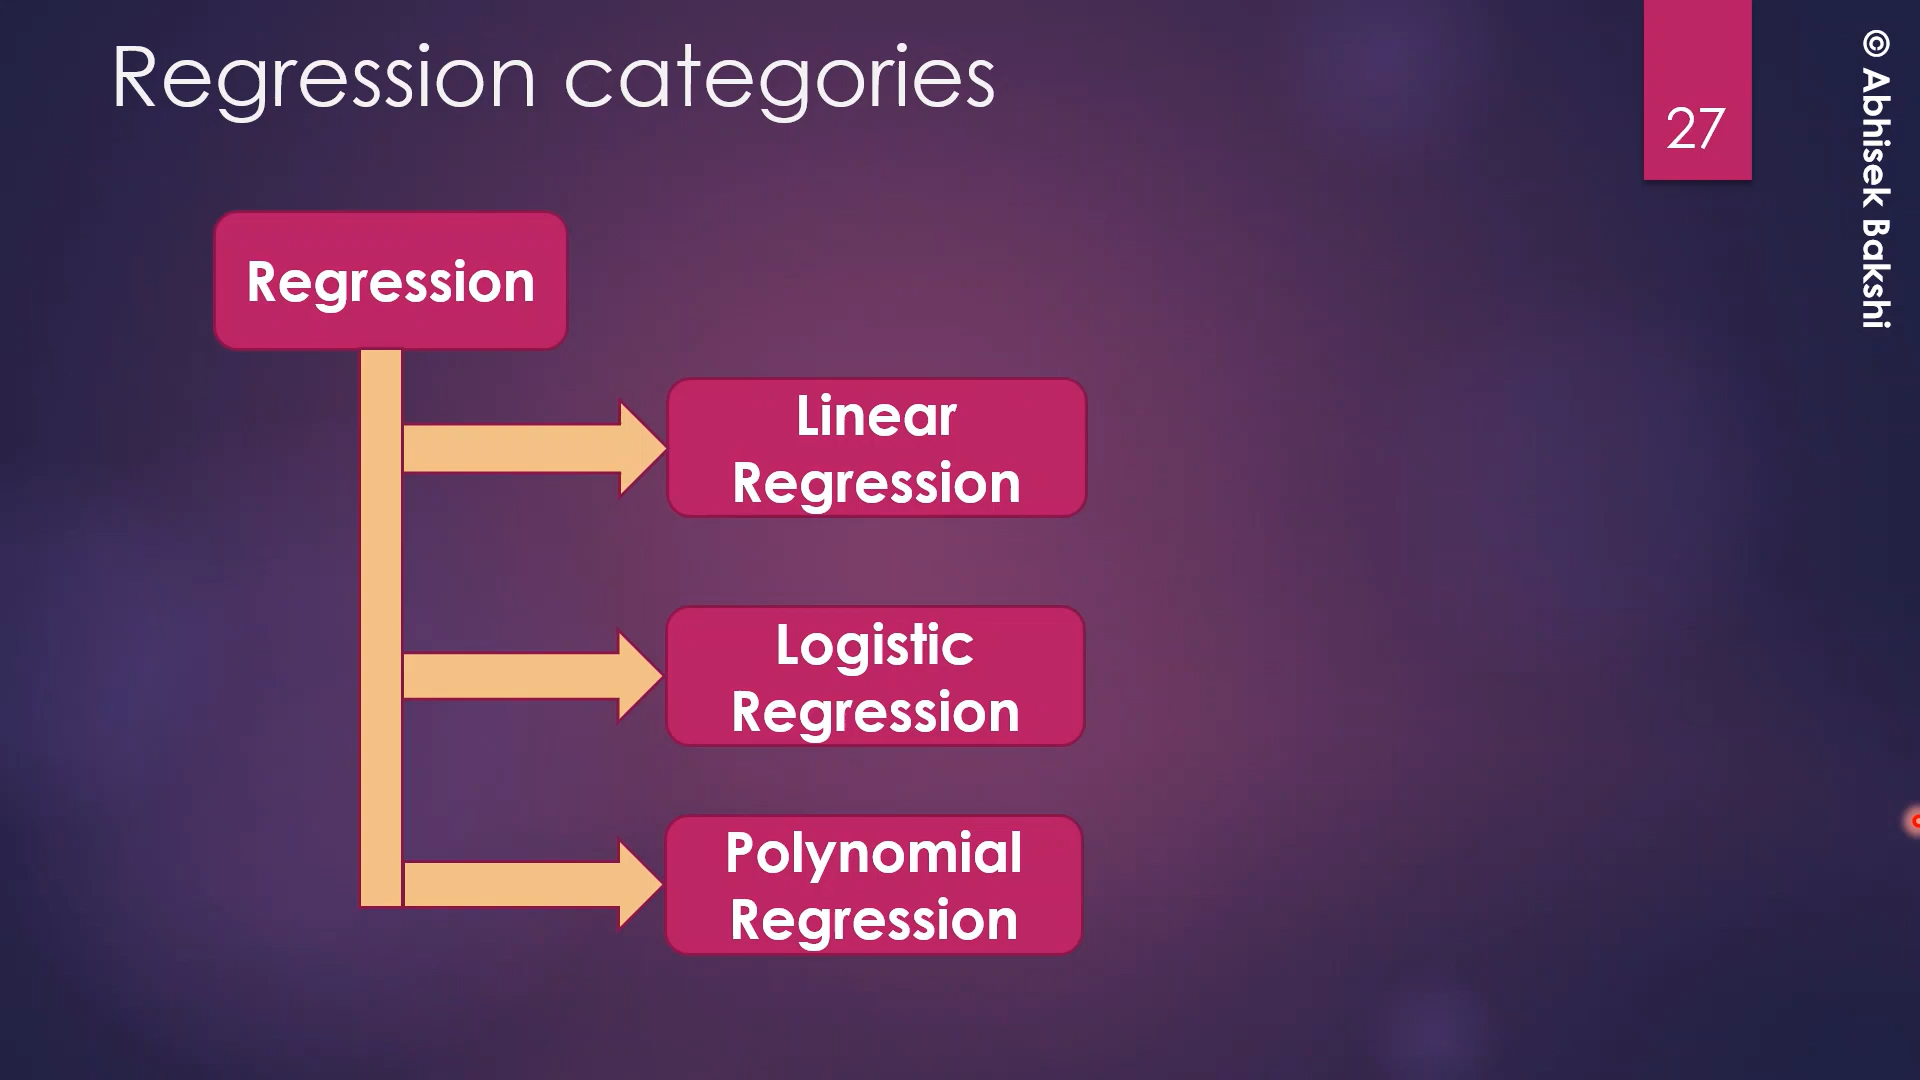 Regression categories
27
© Abhisek Bakshi
Regression
Linear
Regression
Logistic
Regression
Polynomial
Regression